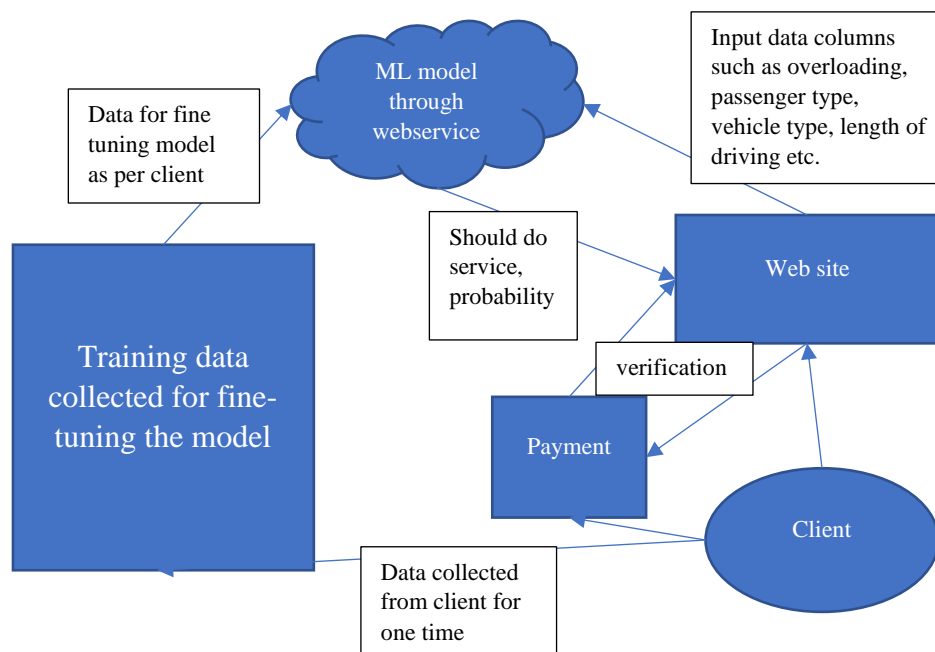 ML model
through
webservice
Input data columns
such as overloading,
passenger type,
vehicle type, length of
driving etc.
Data for fine
tuning model
as per client
Should do
service,
probability
Web site
Training data
collected for fine-
tuning the model
verification
Payment
Client
Data collected
from client for
one time